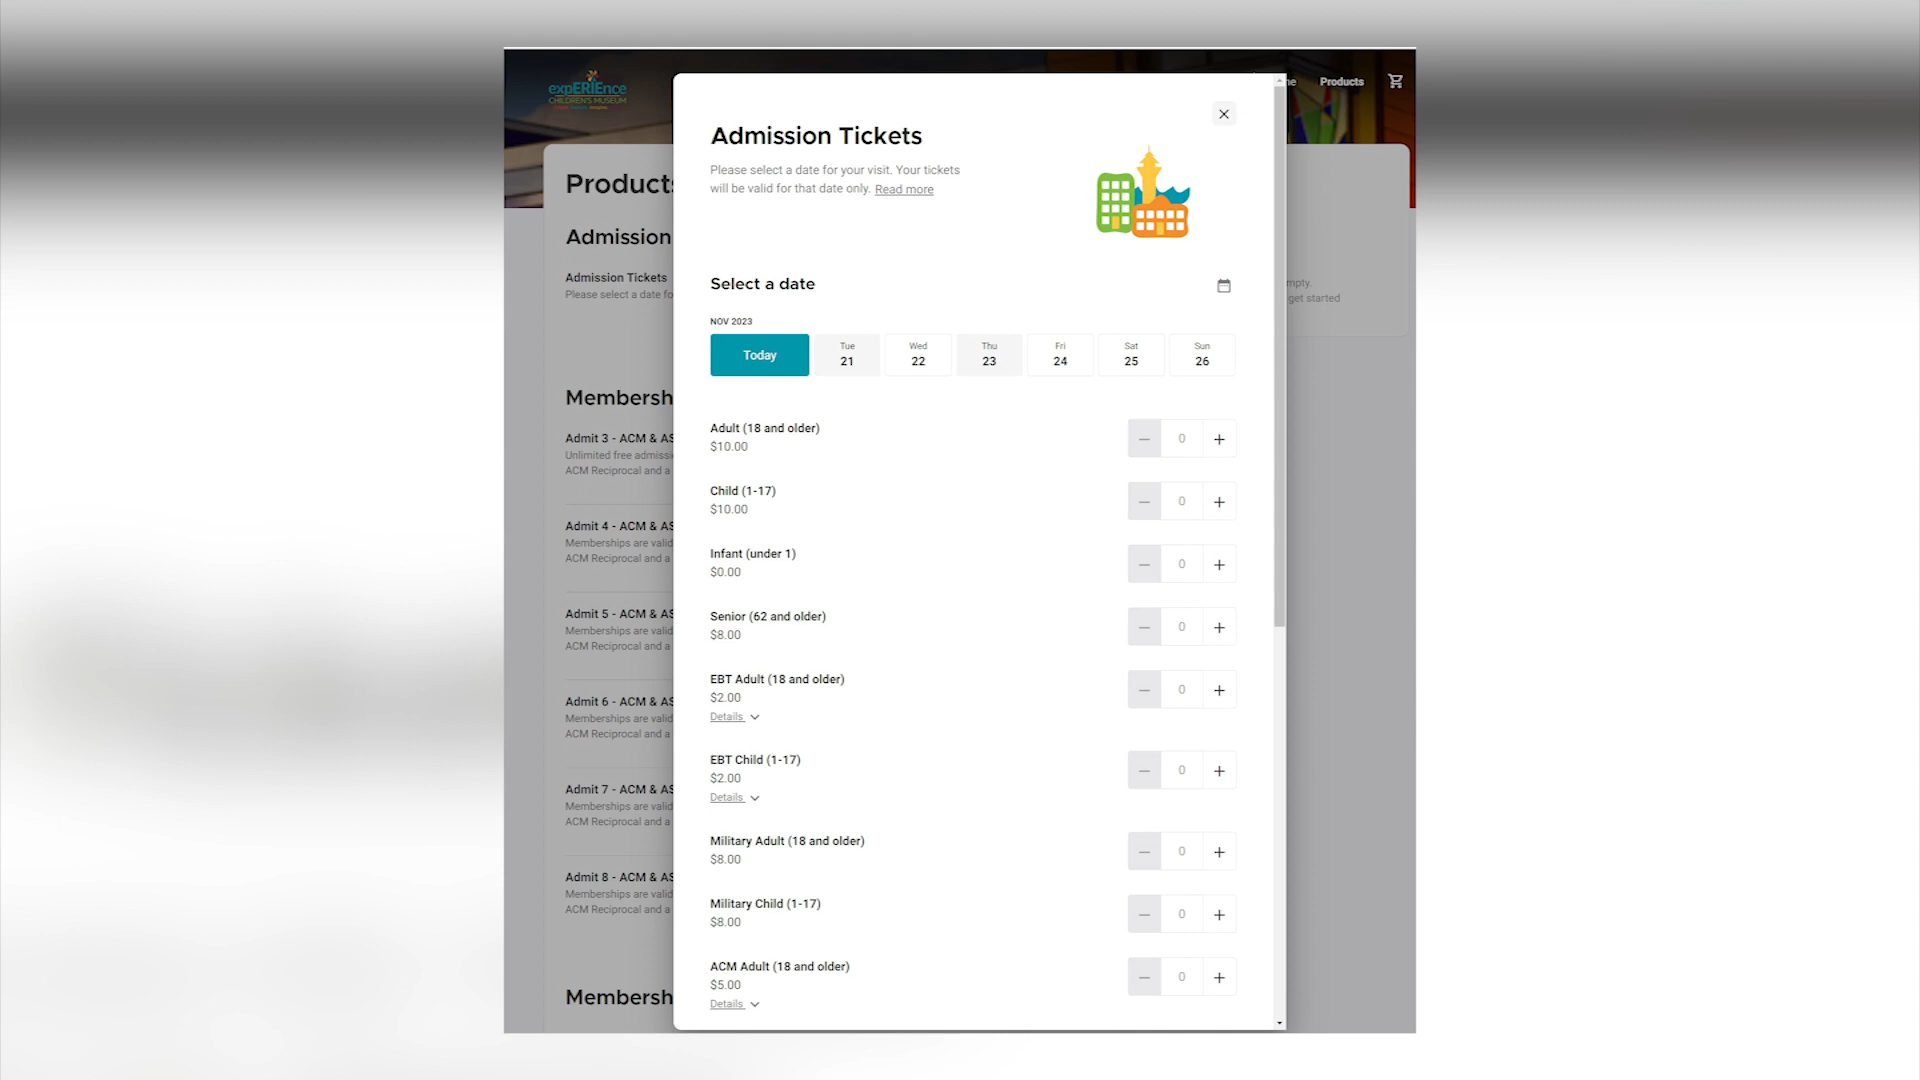 expERIEnce
CHILDREN'S MUSEUM
Products
Products
Admission
Admission Tickets
Please select a date fo
mpty.
get started
Membersh
Admit 3 - ACM & AS
Unlimited free admissi
ACM Reciprocal and a
Admit 4 - ACM & AS
Memberships are valid
ACM Reciprocal and a
Admit 5 - ACM & AS
Memberships are valid
ACM Reciprocal and a
Admit 6 - ACM & AS
Memberships are valid
ACM Reciprocal and a
Admit 7 - ACM & AS
Memberships are valid
ACM Reciprocal and a
Admit 8 - ACM & AS
Memberships are valid
ACM Reciprocal and a
Membersh
Admission Tickets
Please select a date for your visit. Your tickets
will be valid for that date only. Read more
Select a date
NOV 2023
Today
Tue
21
Wed
22
Thu
23
Fri
24
Sat
25
Sun
26
Adult (18 and older)
$10.00
0
Child (1-17)
$10.00
0
Infant (under 1)
$0.00
0
Senior (62 and older)
$8.00
0
EBT Adult (18 and older)
$2.00
Details
0
EBT Child (1-17)
$2.00
Details
0
Military Adult (18 and older)
$8.00
0
Military Child (1-17)
$8.00
0
ACM Adult (18 and older)
$5.00
Details
0